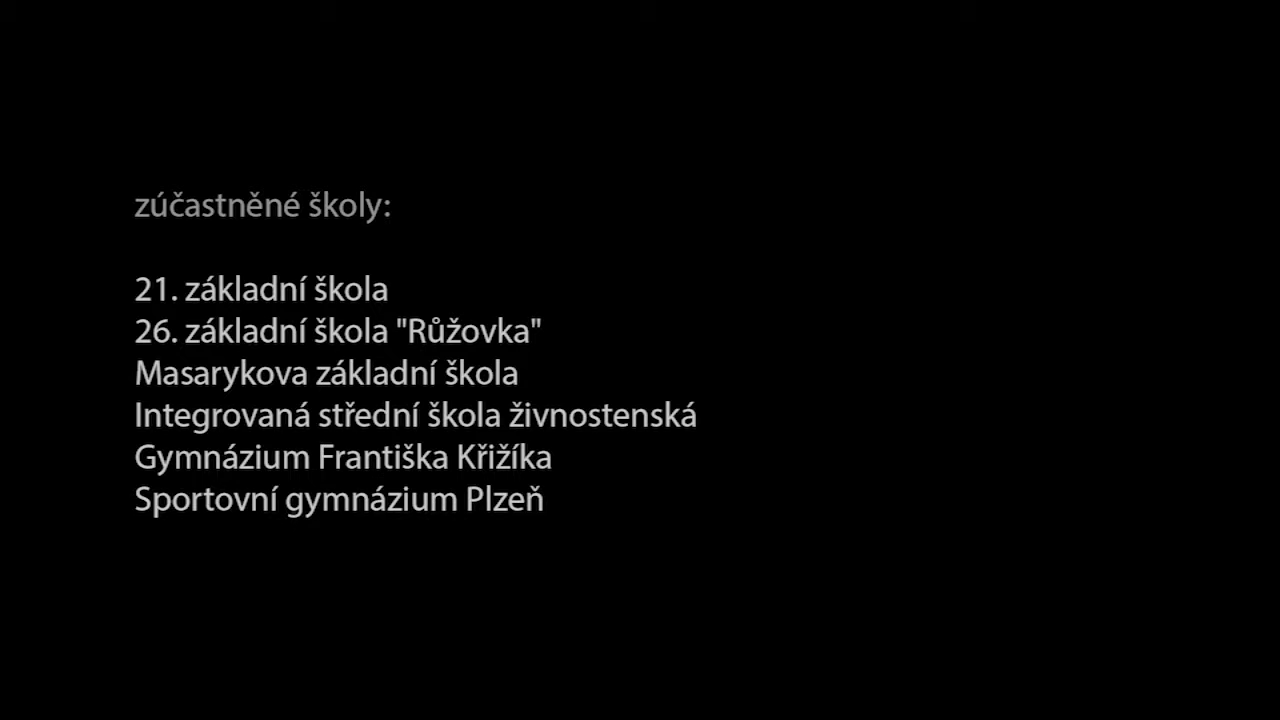 zúčastněné školy:
21. základní škola
26. základní škola "Růžovka"
Masarykova základní škola
Integrovaná střední škola živnostenská
Gymnázium Františka Křižíka
Sportovní gymnázium Plzeň